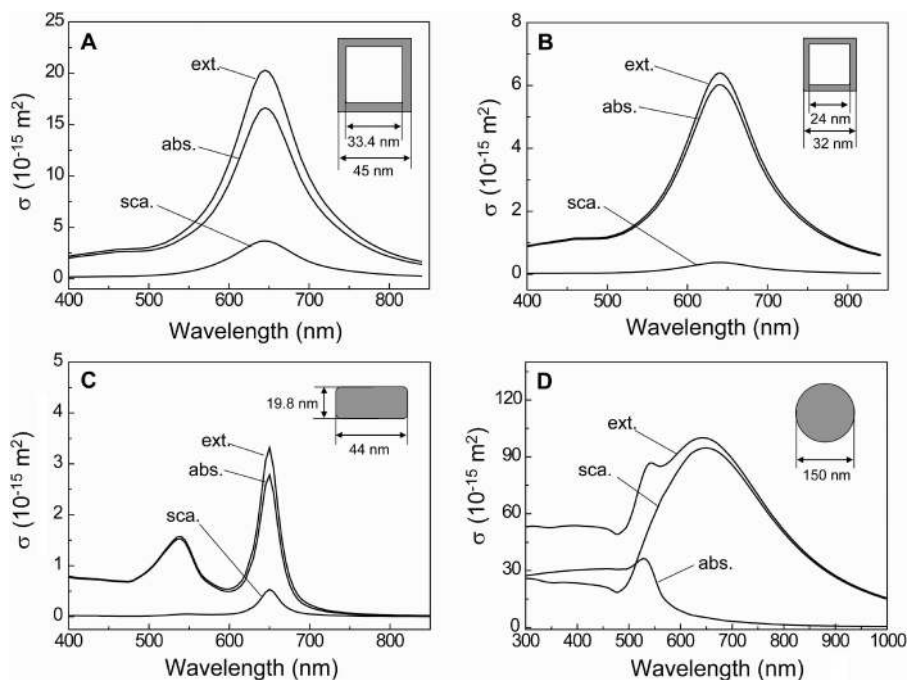 A
ext.
abs.
sca.
33.4 nm
45 nm
σ (10⁻¹⁵ m²)
25
20
15
10
5
0
400 500 600 700 800
Wavelength (nm)
B
ext.
abs.
sca.
24 nm
32 nm
σ (10⁻¹⁵ m²)
8
6
4
2
0
400 500 600 700 800
Wavelength (nm)
C
19.8 nm
44 nm
ext.
abs.
sca.
σ (10⁻¹⁵ m²)
5
4
4
3
2
1
0
400 500 600 700 800
Wavelength (nm)
D
ext.
sca.
abs.
150 nm
σ (10⁻¹⁵ m²)
120
90
60
30
0
300 400 500 600 700 800 900 1000
Wavelength (nm)